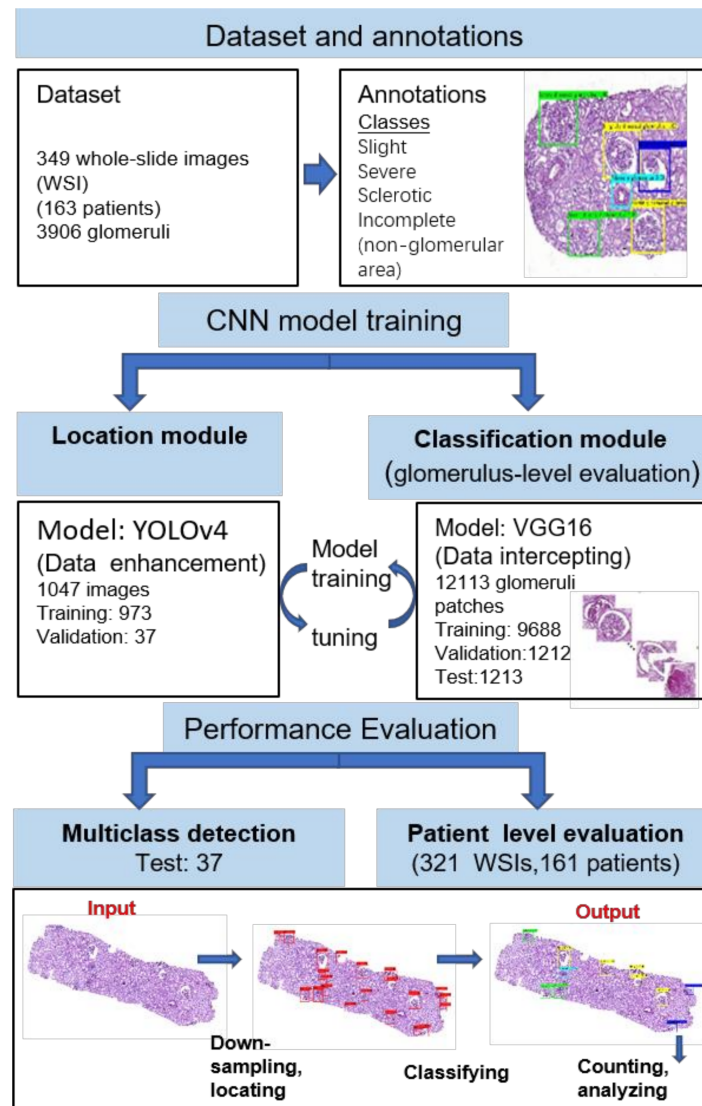 Dataset and annotations
Dataset
349 whole-slide images
(WSI)
(163 patients)
3906 glomeruli
Annotations
Classes
Slight
Severe
Sclerotic
Incomplete
(non-glomerular
area)
CNN model training
Location module
Classification module
(glomerulus-level evaluation)
Model: YOLOv4
(Data enhancement)
1047 images
Training: 973
Validation: 37
Model
training
tuning
Model: VGG16
(Data intercepting)
12113 glomeruli
patches
Training: 9688
Validation:1212
Test:1213
Performance Evaluation
Multiclass detection
Test: 37
Patient level evaluation
(321 WSIs,161 patients)
Input
Output
Down-
sampling,
locating
Classifying
Counting,
analyzing